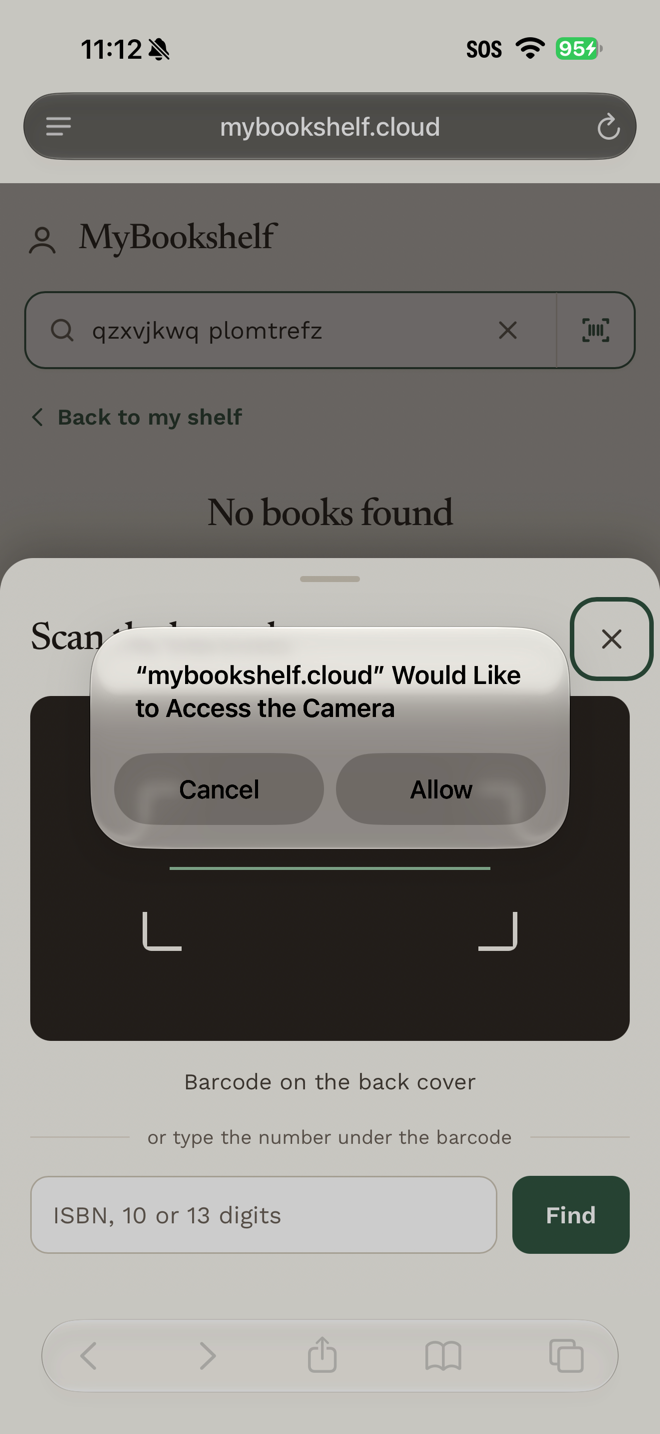 11:12
SOS
95
mybookshelf.cloud
MyBookshelf
qzxvjkwq plomtrefz
Back to my shelf
No books found
Scan
“mybookshelf.cloud” Would Like
to Access the Camera
Cancel
Allow
Barcode on the back cover
or type the number under the barcode
ISBN, 10 or 13 digits
Find